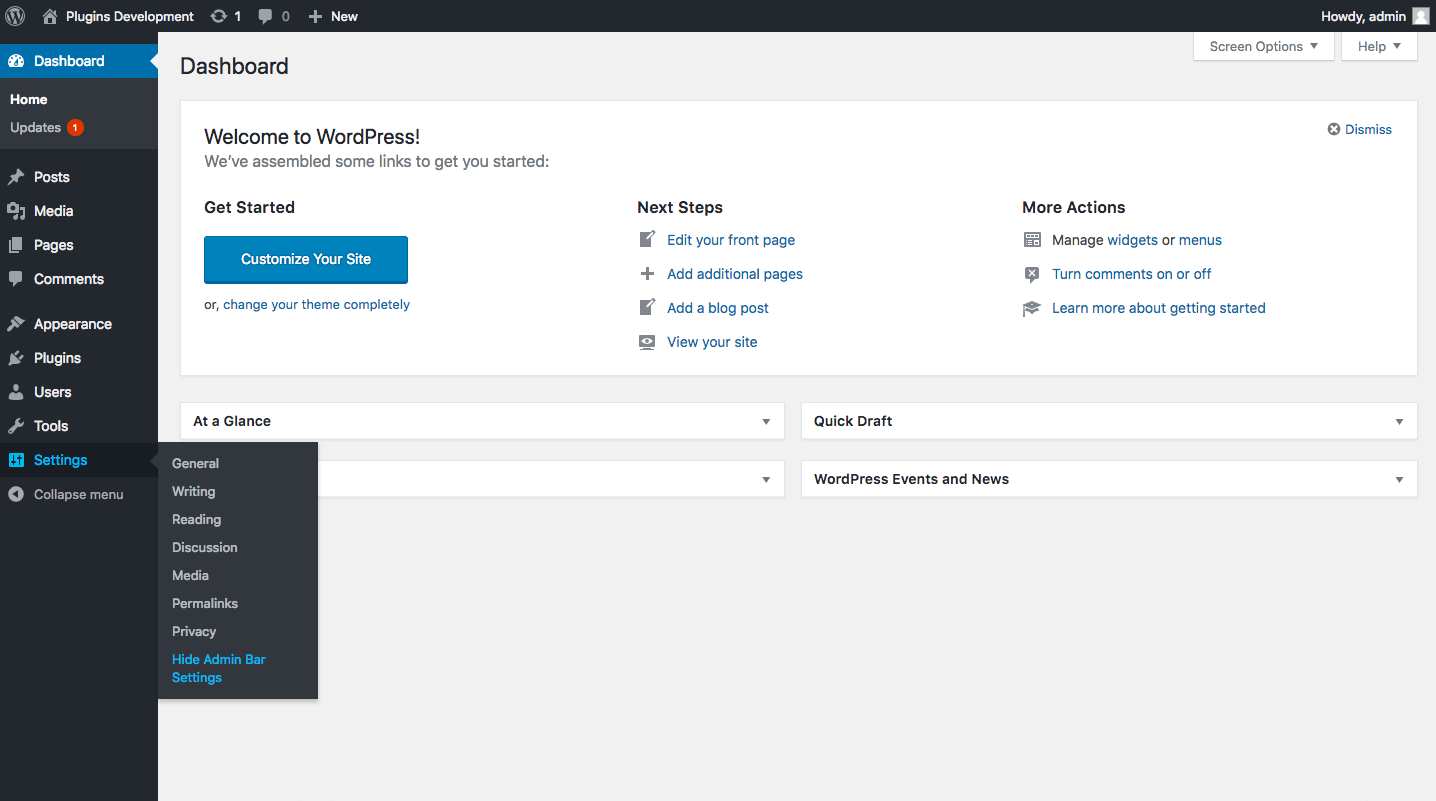 Plugins Development 1 0 New Howdy, admin
Screen Options Help
Dashboard
Home
Updates 1
Posts
Media
Pages
Comments
Appearance
Plugins
Users
Tools
Settings
Collapse menu
General
Writing
Reading
Discussion
Media
Permalinks
Privacy
Hide Admin Bar
Settings
Dashboard
Welcome to WordPress!
Dismiss
We’ve assembled some links to get you started:
Get Started
Customize Your Site
or, change your theme completely
Next Steps
Edit your front page
Add additional pages
Add a blog post
View your site
More Actions
Manage widgets or menus
Turn comments on or off
Learn more about getting started
At a Glance
Quick Draft
WordPress Events and News